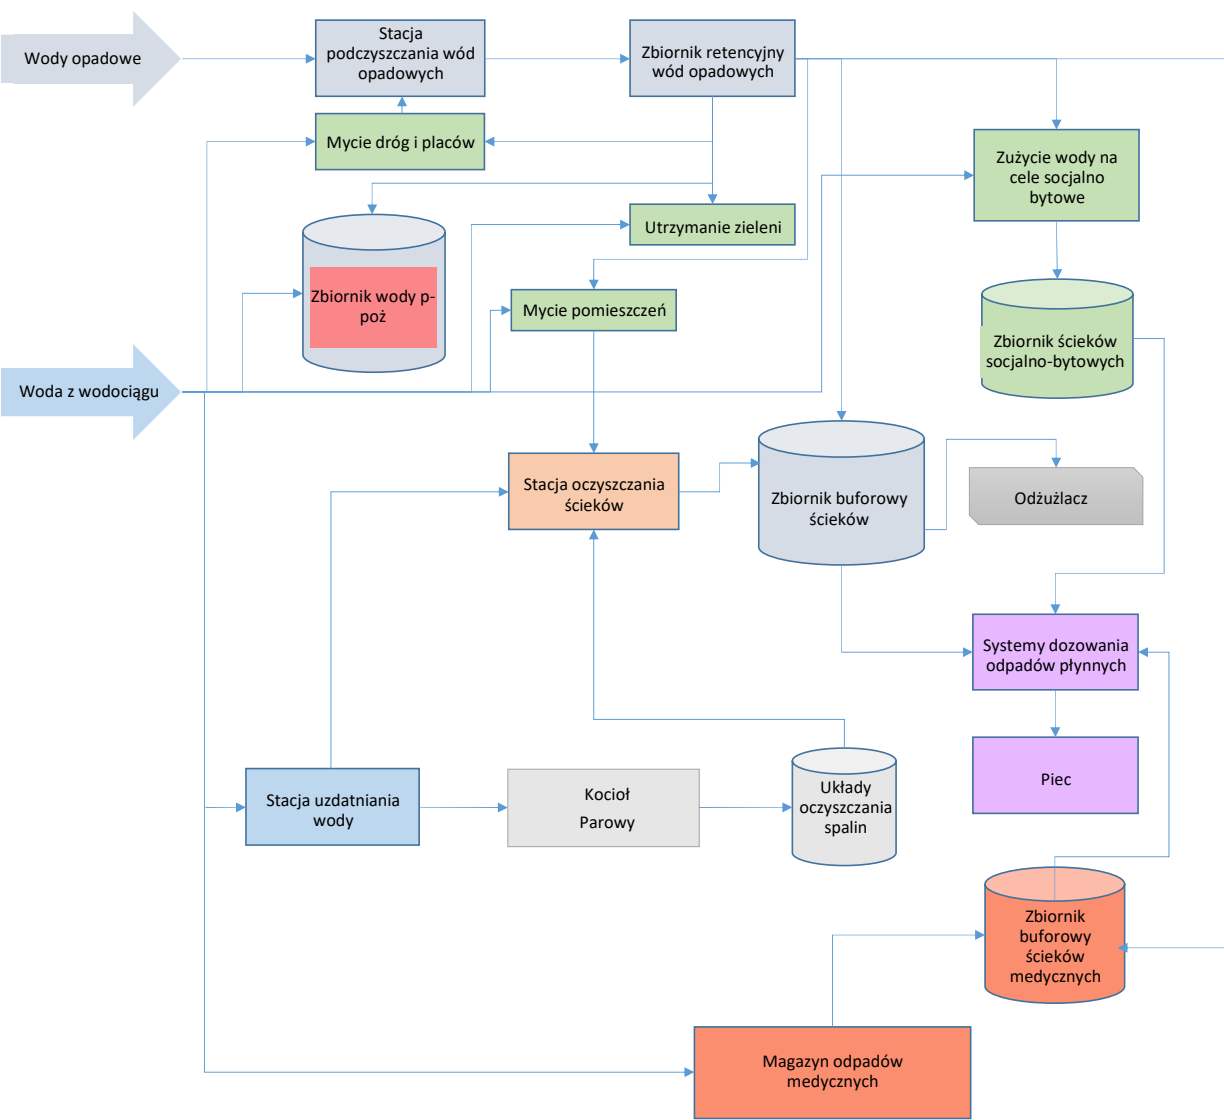 Wody opadowe
Stacja
podczyszczania wód
opadowych
Zbiornik retencyjny
wód opadowych
Mycie dróg i placów
Zużycie wody na
cele socjalno
bytowe
Utrzymanie zieleni
Zbiornik wody p-
poż
Mycie pomieszczeń
Zbiornik ścieków
socjalno-bytowych
Woda z wodociągu
Stacja oczyszczania
ścieków
Zbiornik buforowy
ścieków
Odżużlacz
Systemy dozowania
odpadów płynnych
Piec
Stacja uzdatniania
wody
Kocioł
Parowy
Układy
oczyszczania
spalin
Zbiornik
buforowy
ścieków
medycznych
Magazyn odpadów
medycznych